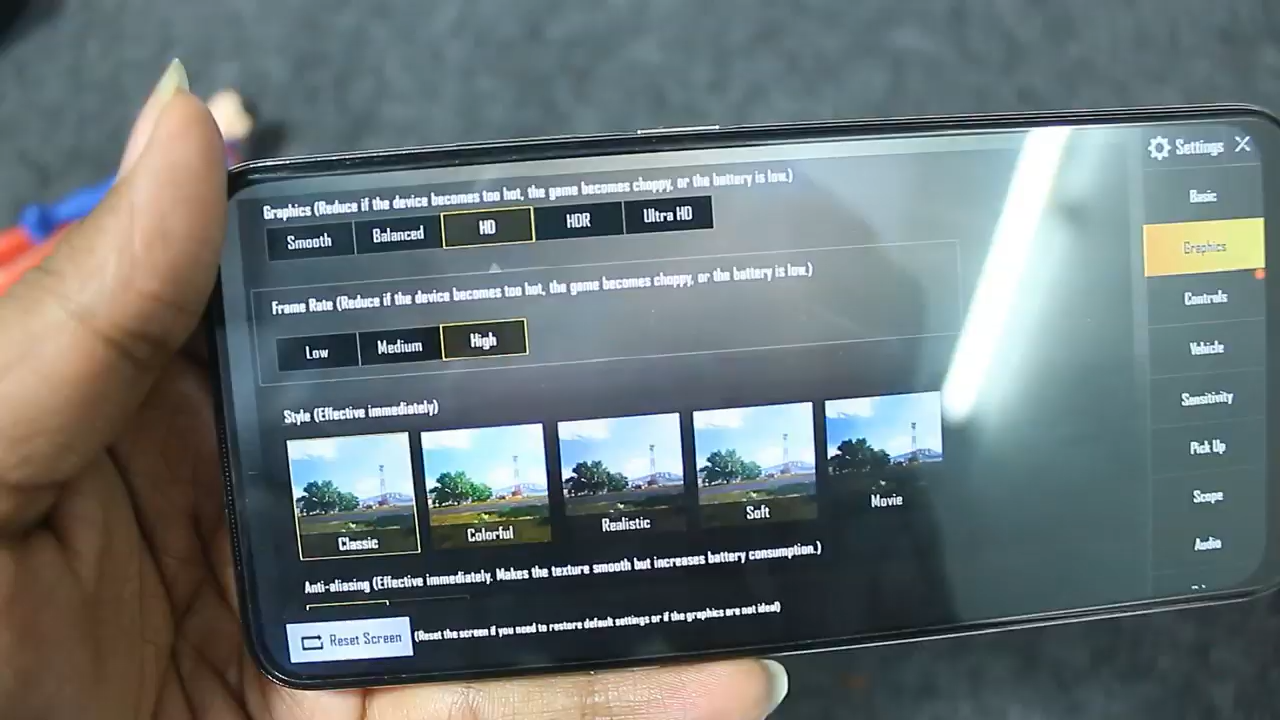 Settings
Graphics (Reduce if the device becomes too hot, the game becomes choppy, or the battery is low.)
Smooth Balanced HD HDR Ultra HD
Frame Rate (Reduce if the device becomes too hot, the game becomes choppy, or the battery is low.)
Low Medium High
Style (Effective immediately)
Classic Colorful Realistic Soft Movie
Anti-aliasing (Effective immediately. Makes the texture smooth but increases battery consumption.)
Reset Screen (Reset the screen if you need to restore default settings or if the graphics are not ideal)
Basic
Graphics
Controls
Vehicle
Sensitivity
Pick Up
Scope
Audio